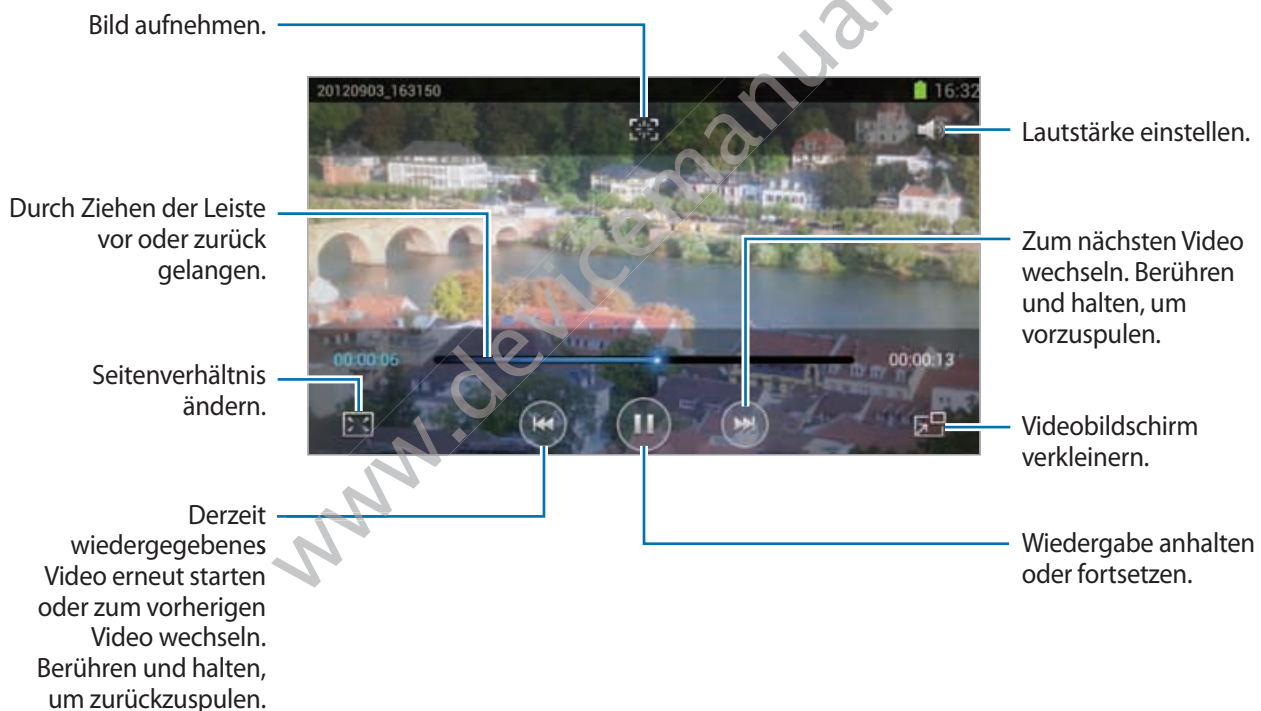 Bild aufnehmen.
20120903_163150
16:32
Lautstärke einstellen.
Durch Ziehen der Leiste
vor oder zurück
gelangen.
Zum nächsten Video
wechseln. Berühren
und halten, um
vorzuspulen.
00:00:06
00:00:13
Seitenverhältnis
ändern.
Videobildschirm
verkleinern.
Derzeit
wiedergegebenes
Video erneut starten
oder zum vorherigen
Video wechseln.
Berühren und halten,
um zurückzuspulen.
Wiedergabe anhalten
oder fortsetzen.
www.devicemanua